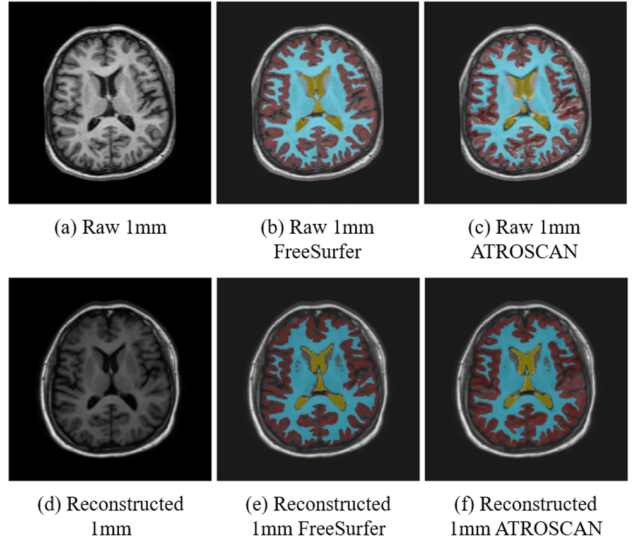 (a) Raw 1mm
(b) Raw 1mm
FreeSurfer
(c) Raw 1mm
ATROSCAN
(d) Reconstructed
1mm
(e) Reconstructed
1mm FreeSurfer
(f) Reconstructed
1mm ATROSCAN